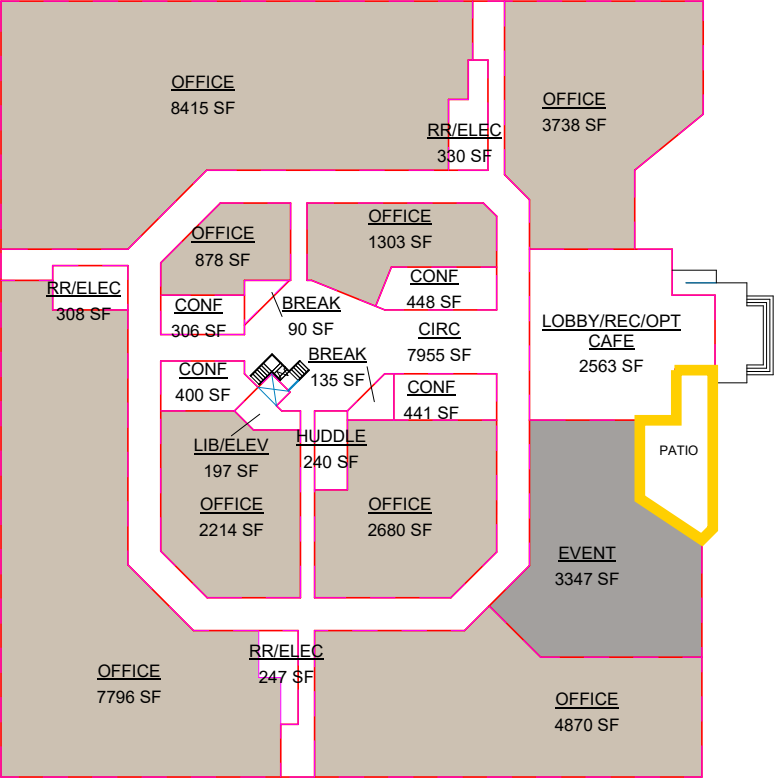 OFFICE
8415 SF
OFFICE
3738 SF
RR/ELEC
330 SF
OFFICE
878 SF
OFFICE
1303 SF
CONF
448 SF
RR/ELEC
308 SF
CONF
306 SF
BREAK
90 SF
CIRC
7955 SF
LOBBY/REC/OPT
CAFE
2563 SF
BREAK
135 SF
CONF
400 SF
CONF
441 SF
LIB/ELEV
197 SF
HUDDLE
240 SF
PATIO
OFFICE
2214 SF
OFFICE
2680 SF
EVENT
3347 SF
RR/ELEC
247 SF
OFFICE
7796 SF
OFFICE
4870 SF